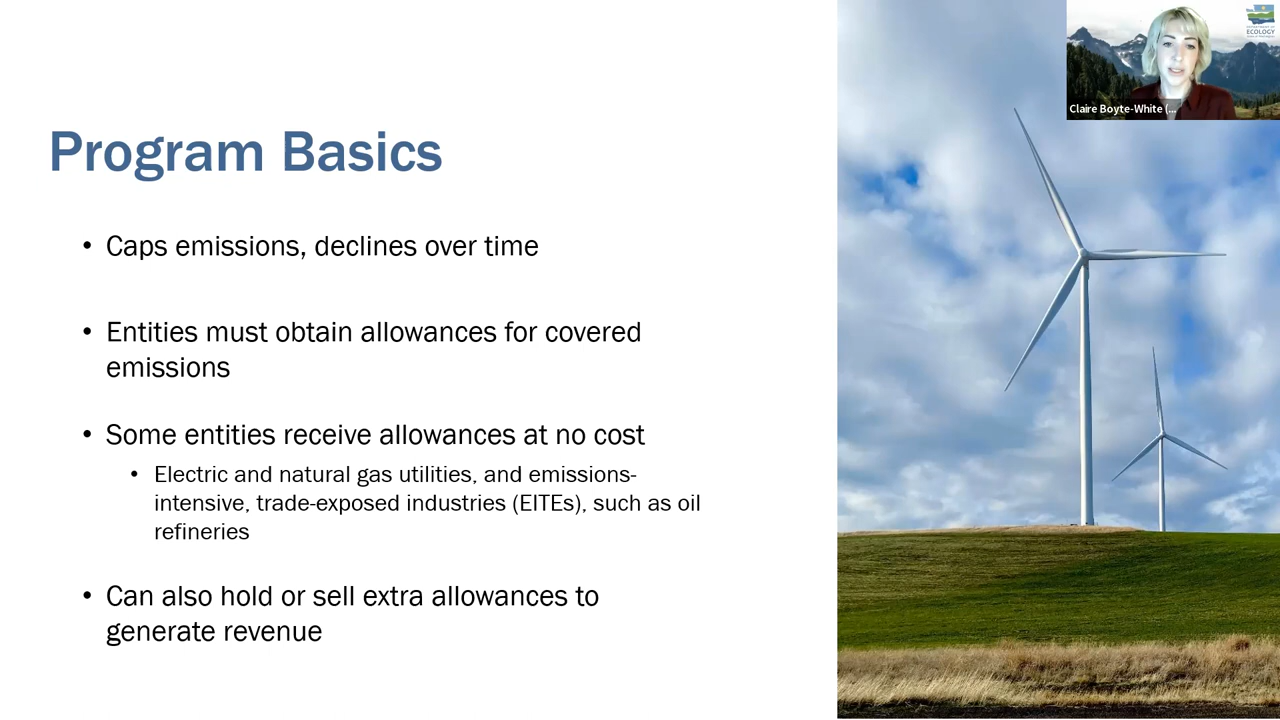 Program Basics
• Caps emissions, declines over time
• Entities must obtain allowances for covered
emissions
• Some entities receive allowances at no cost
• Electric and natural gas utilities, and emissions-
intensive, trade-exposed industries (EITEs), such as oil
refineries
• Can also hold or sell extra allowances to
generate revenue
ECOLOGY
Claire Boyte-White (...